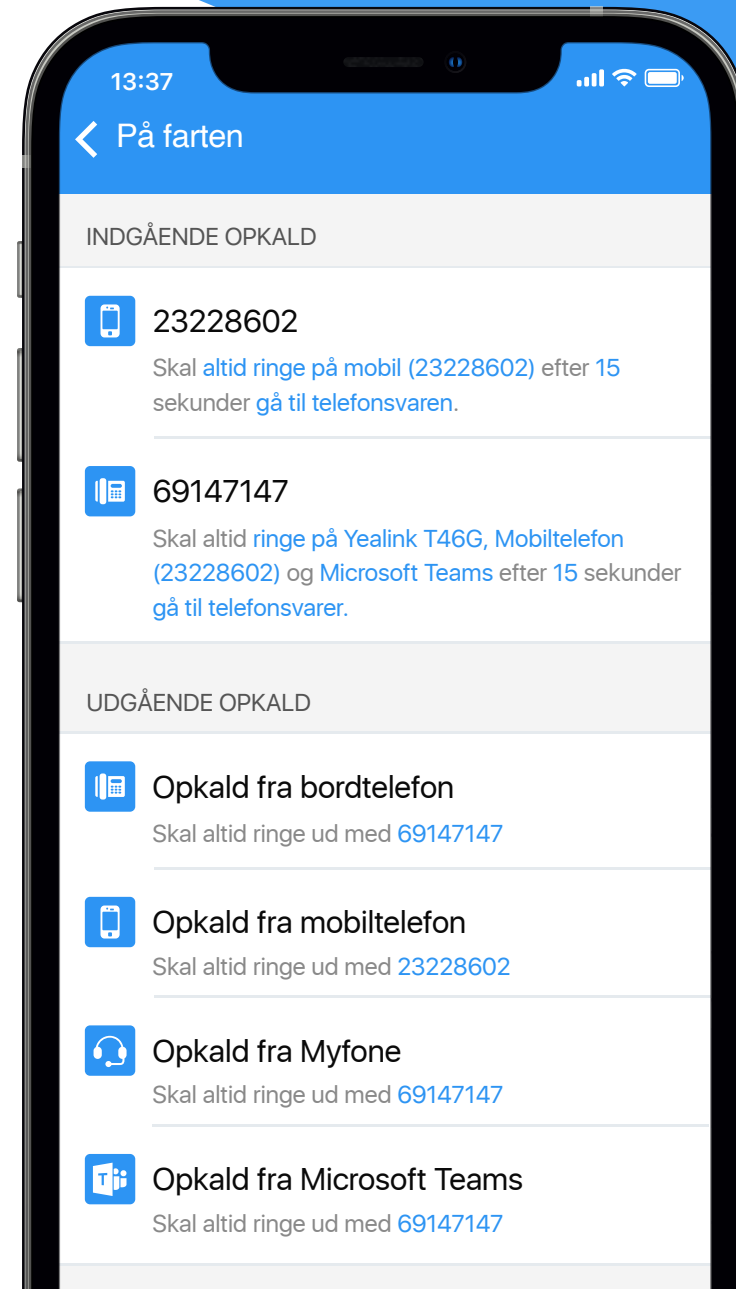 13:37
På farten
INDGÅENDE OPKALD
23228602
Skal altid ringe på mobil (23228602) efter 15
sekunder gå til telefonsvaren.
69147147
Skal altid ringe på Yealink T46G, Mobiltelefon
(23228602) og Microsoft Teams efter 15 sekunder
gå til telefonsvarer.
UDGÅENDE OPKALD
Opkald fra bordtelefon
Skal altid ringe ud med 69147147
Opkald fra mobiltelefon
Skal altid ringe ud med 23228602
Opkald fra Myfone
Skal altid ringe ud med 69147147
T
Opkald fra Microsoft Teams
Skal altid ringe ud med 69147147